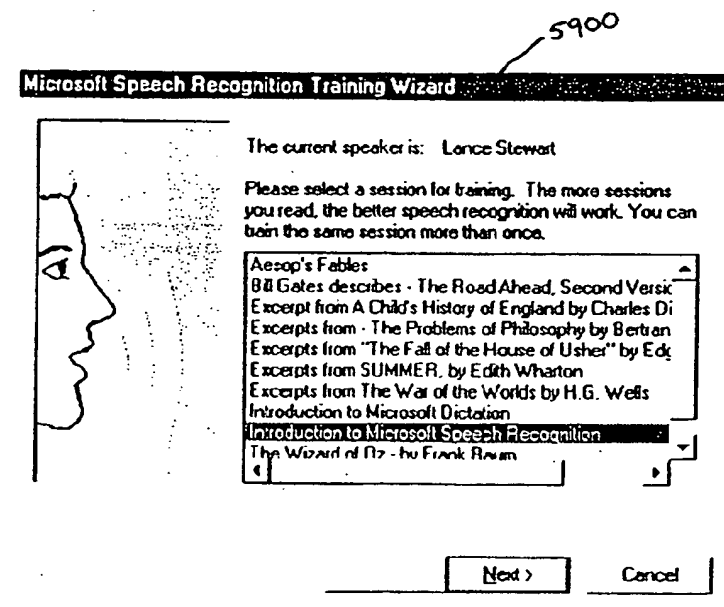 5900
Microsoft Speech Recognition Training Wizard
The current speaker is: Lance Stewart
Please select a session for training. The more sessions
you read, the better speech recognition will work. You can
train the same session more than once.
Aesop's Fables
Bill Gates describes - The Road Ahead, Second Versic
Excerpt from A Child's History of England by Charles Di
Excerpts from - The Problems of Philosophy by Bertran
Excerpts from "The Fall of the House of Usher" by Edg
Excerpts from SUMMER, by Edith Wharton
Excerpts from The War of the Worlds by H.G. Wells
Introduction to Microsoft Dictation
Introduction to Microsoft Speech Recognition
The Wizard of Oz - by Frank Baum
Next >
Cancel